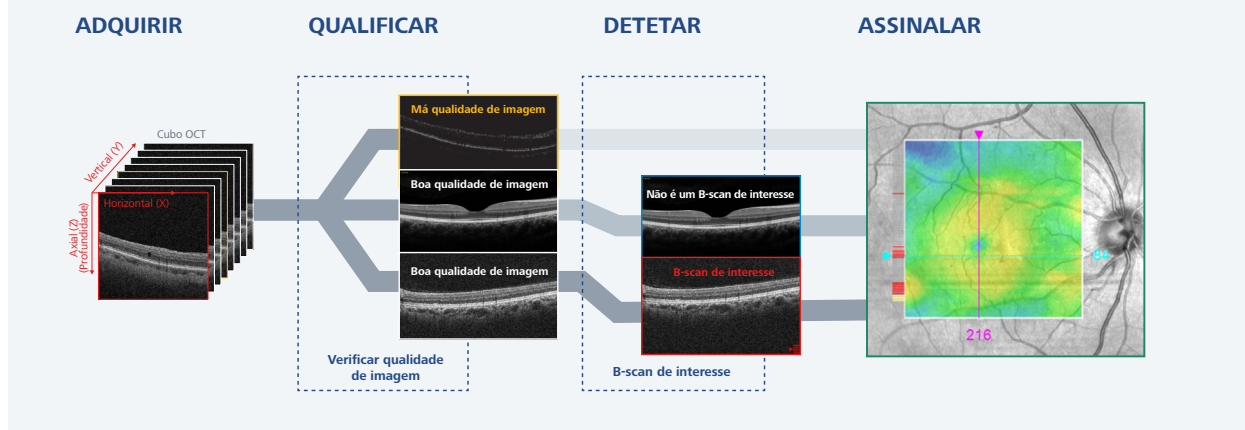 ADQUIRIR
QUALIFICAR
DETETAR
ASSINALAR
Cubo OCT
Vertical (Y)
Horizontal (X)
Axial (Z)
(Profundidade)
Má qualidade de imagem
Boa qualidade de imagem
Boa qualidade de imagem
Verificar qualidade
de imagem
Não é um B-scan de interesse
B-scan de interesse
B-scan de interesse
84
216